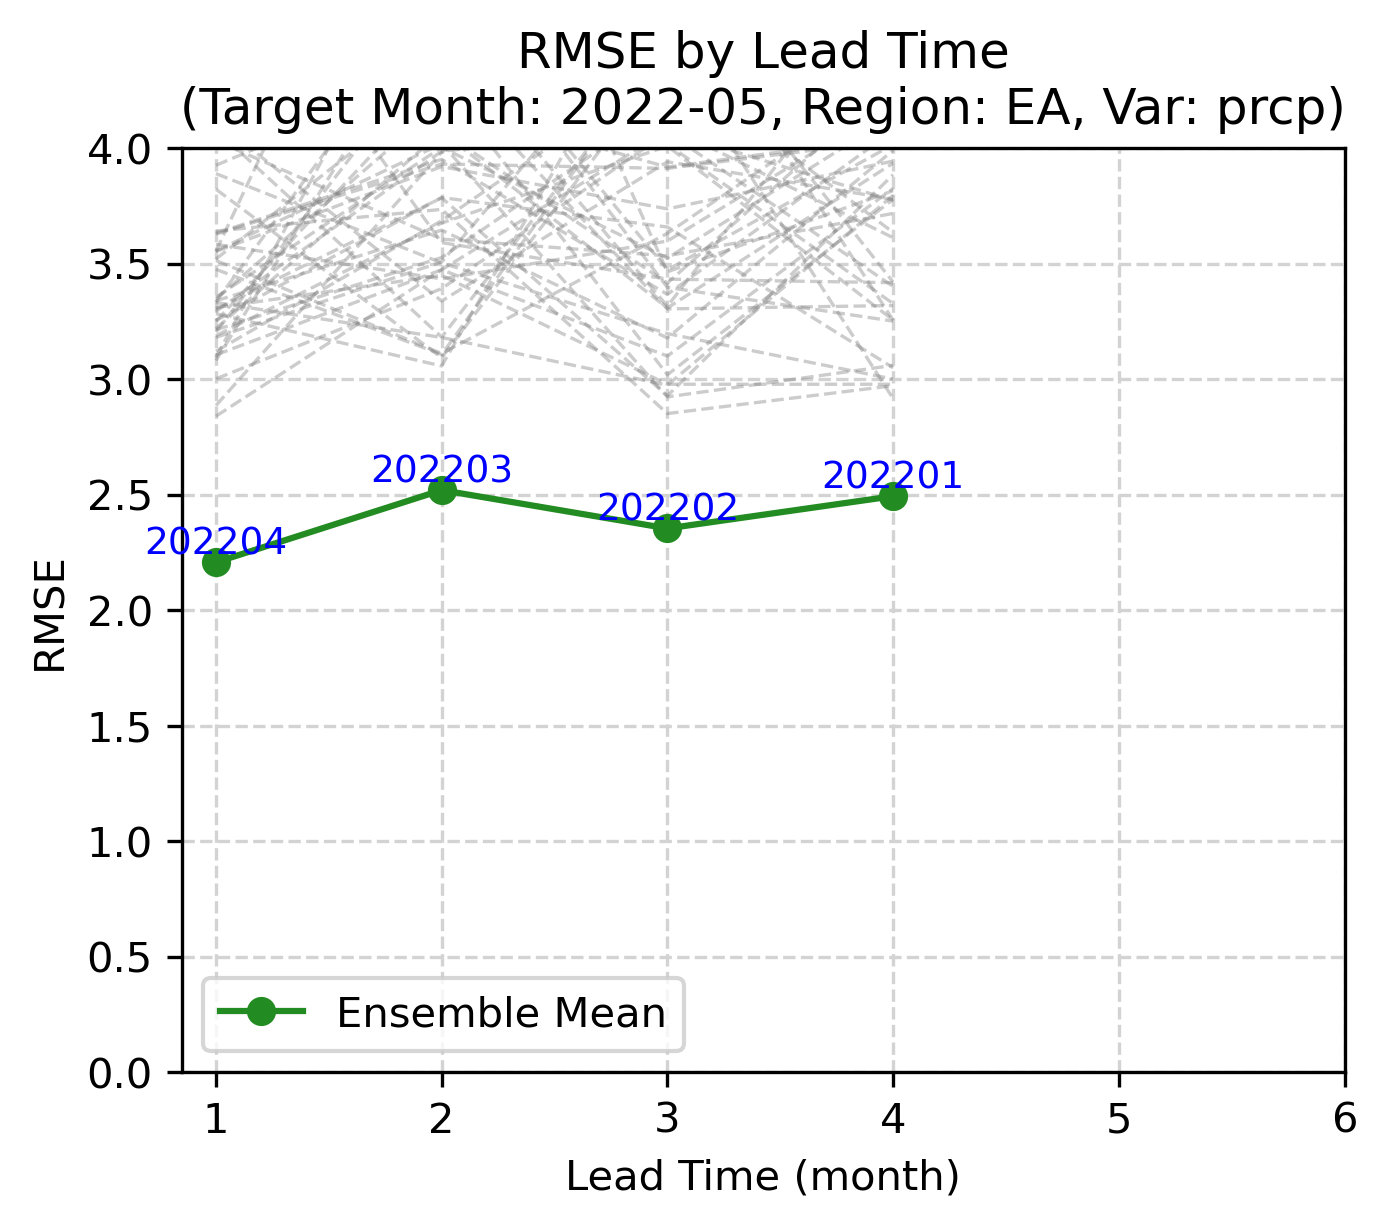 RMSE by Lead Time
(Target Month: 2022-05, Region: EA, Var: prcp)
4.0
3.5
3.0
2.5
2.0
1.5
1.0
0.5
0.0
RMSE
202204
202203
202202
202201
Ensemble Mean
1 2 3 4 5 6
Lead Time (month)